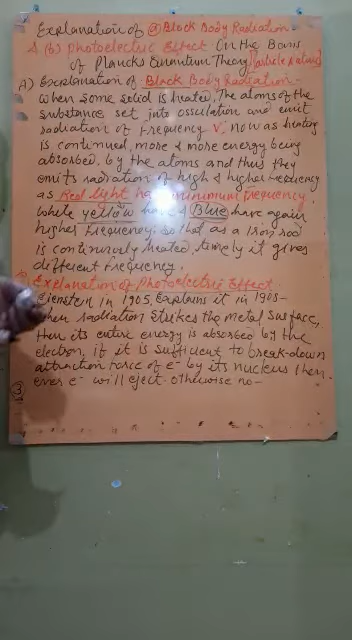 Explanation of (a) Black Body Radiation -
& (b) Photoelectric Effect On the Basis
of Plancks Quantum Theory (Particle Nature)
A) Explanation of Black Body Radiation -
When some solid is heated, The atoms of the
substance set into osculation and emit
radiation of frequency V, now as heating
is continued, more & more energy being
absorbed by the atoms and thus they
emits radiation of high & higher frequency
as Red light has minimum frequency,
while yellow have & Blue have again
higher frequency, so that as a Iron rod
is continuously heated, it gives
different frequency.
Explanation of Photoelectric Effect
Einstein in 1905, Explains it in 1905-
when radiation strikes the metal surface,
then its entire energy is absorbed by the
electron, if it is sufficient to break-down
attraction force of e- by its nucleus then
ever e- will eject otherwise no-
3